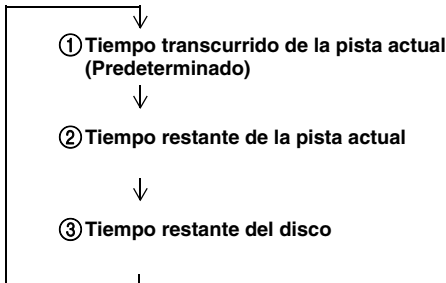 ①Tiempo transcurrido de la pista actual
(Predeterminado)
②Tiempo restante de la pista actual
③Tiempo restante del disco